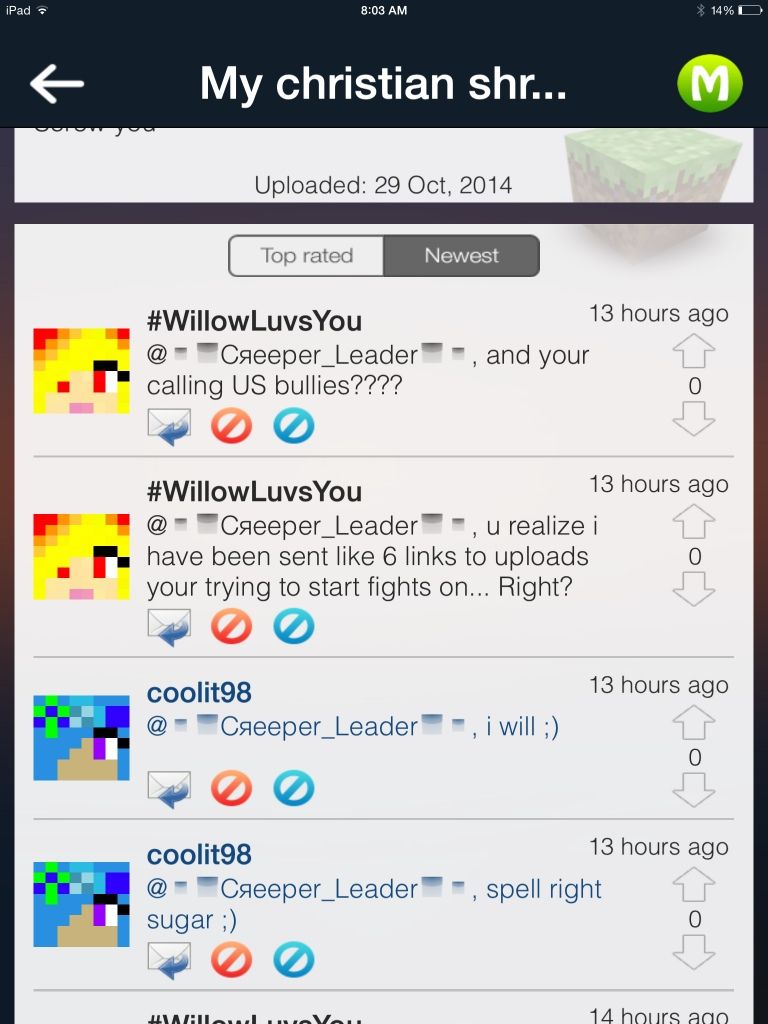 iPad 8:03 AM 14%
My christian shr... M
Screw you
Uploaded: 29 Oct, 2014
Top rated Newest
#WillowLuvsYou 13 hours ago
@ Cяeeper_Leader , and your
calling US bullies???? 0
#WillowLuvsYou 13 hours ago
@ Cяeeper_Leader , u realize i
have been sent like 6 links to uploads 0
your trying to start fights on... Right?
coolit98 13 hours ago
@ Cяeeper_Leader , i will ;)
0
coolit98 13 hours ago
@ Cяeeper_Leader , spell right
sugar ;) 0
#WillowLuvsYou 14 hours ago